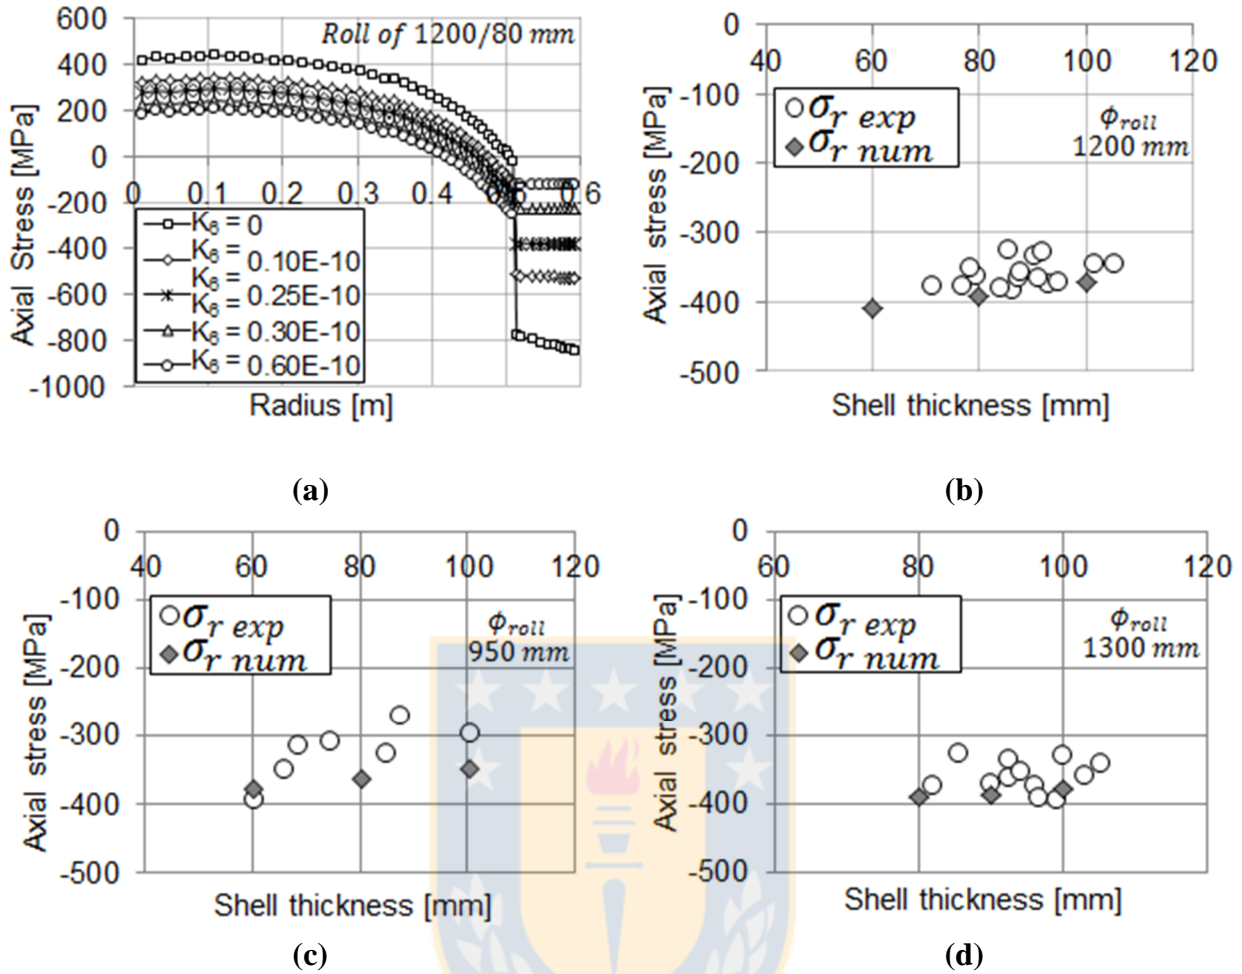 600
400
200
0
-200
-400
-600
-800
-1000
Axial Stress [MPa]
Roll of 1200/80 mm
0 0.1 0.2 0.3 0.4 0.6
K₆ = 0
K₆ = 0.10E-10
K₆ = 0.25E-10
K₆ = 0.30E-10
K₆ = 0.60E-10
Radius [m]
(a)
0
-100
-200
-300
-400
-500
Axial stress [MPa]
40 60 80 100 120
σr exp
σr num
ϕroll
1200 mm
Shell thickness [mm]
(b)
0
-100
-200
-300
-400
-500
Axial stress [MPa]
40 60 80 100 120
σr exp
σr num
ϕroll
950 mm
Shell thickness [mm]
(c)
0
-100
-200
-300
-400
-500
Axial stress [MPa]
60 80 100 120
σr exp
σr num
ϕroll
1300 mm
Shell thickness [mm]
(d)